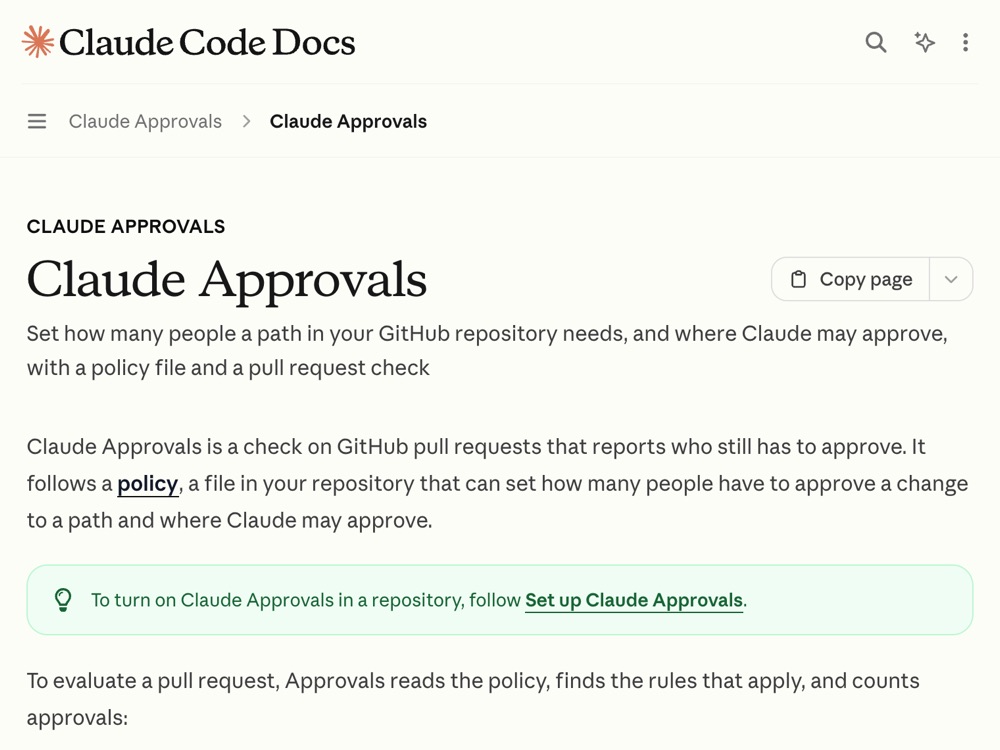 Claude Code Docs
Claude Approvals > Claude Approvals
CLAUDE APPROVALS
Claude Approvals
Copy page
Set how many people a path in your GitHub repository needs, and where Claude may approve,
with a policy file and a pull request check
Claude Approvals is a check on GitHub pull requests that reports who still has to approve. It
follows a policy, a file in your repository that can set how many people have to approve a change
to a path and where Claude may approve.
To turn on Claude Approvals in a repository, follow Set up Claude Approvals.
To evaluate a pull request, Approvals reads the policy, finds the rules that apply, and counts
approvals: